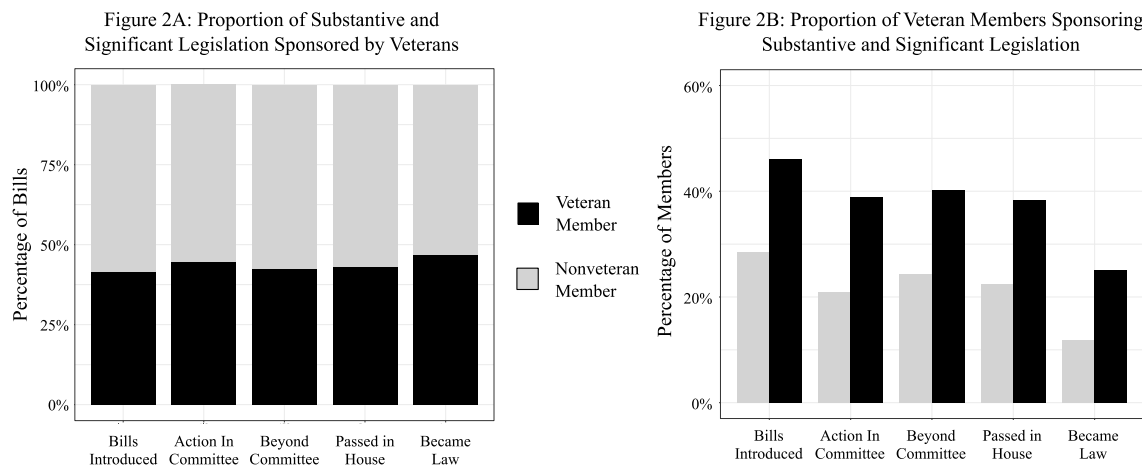 Figure 2A: Proportion of Substantive and
Significant Legislation Sponsored by Veterans
100%
75%
50%
25%
0%
Percentage of Bills
Bills
Introduced
Action In
Committee
Beyond
Committee
Passed in
House
Became
Law
Veteran
Member
Nonveteran
Member
Figure 2B: Proportion of Veteran Members Sponsoring
Substantive and Significant Legislation
60%
40%
20%
0%
Percentage of Members
Bills
Introduced
Action In
Committee
Beyond
Committee
Passed in
House
Became
Law